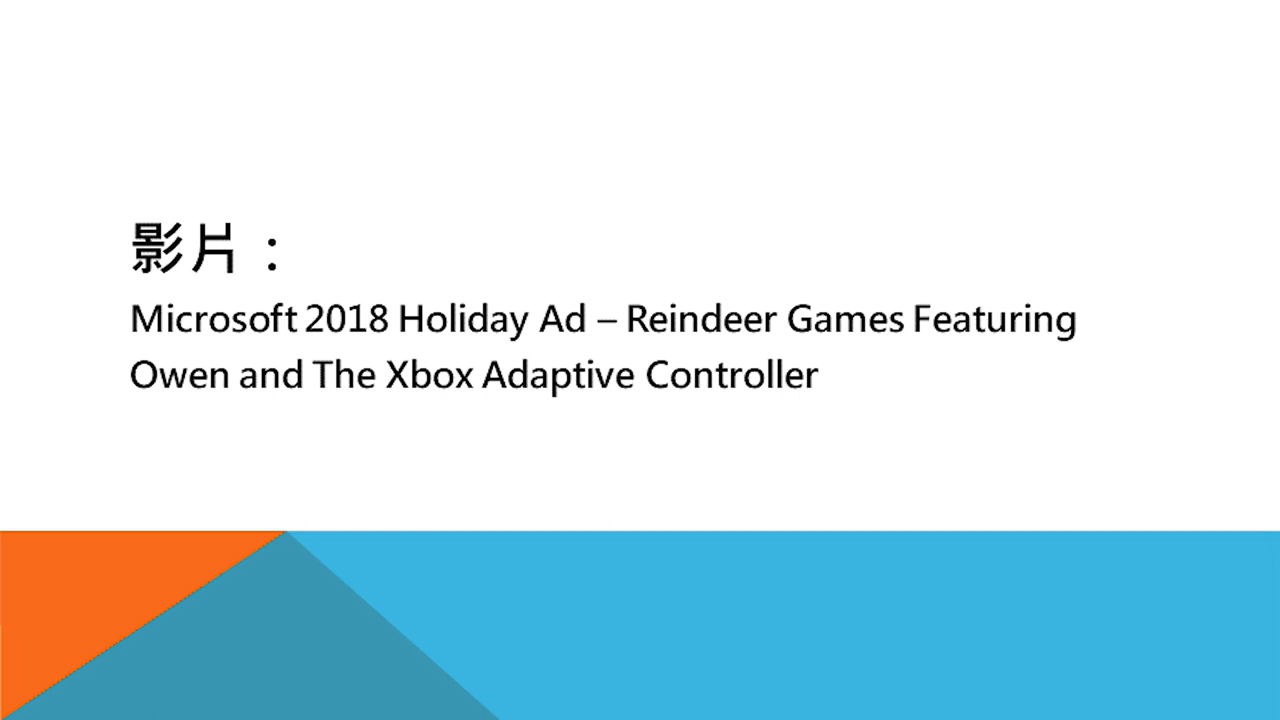 影片：
Microsoft 2018 Holiday Ad – Reindeer Games Featuring
Owen and The Xbox Adaptive Controller